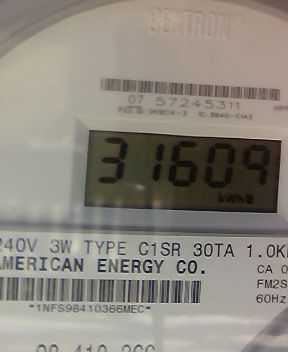 CENTRON
07 57245311
31609
kWh
240V 3W TYPE C1SR 30TA 1.0K
AMERICAN ENERGY CO.
CA 0
FM2S
60Hz
*1NFS98410366MEC*